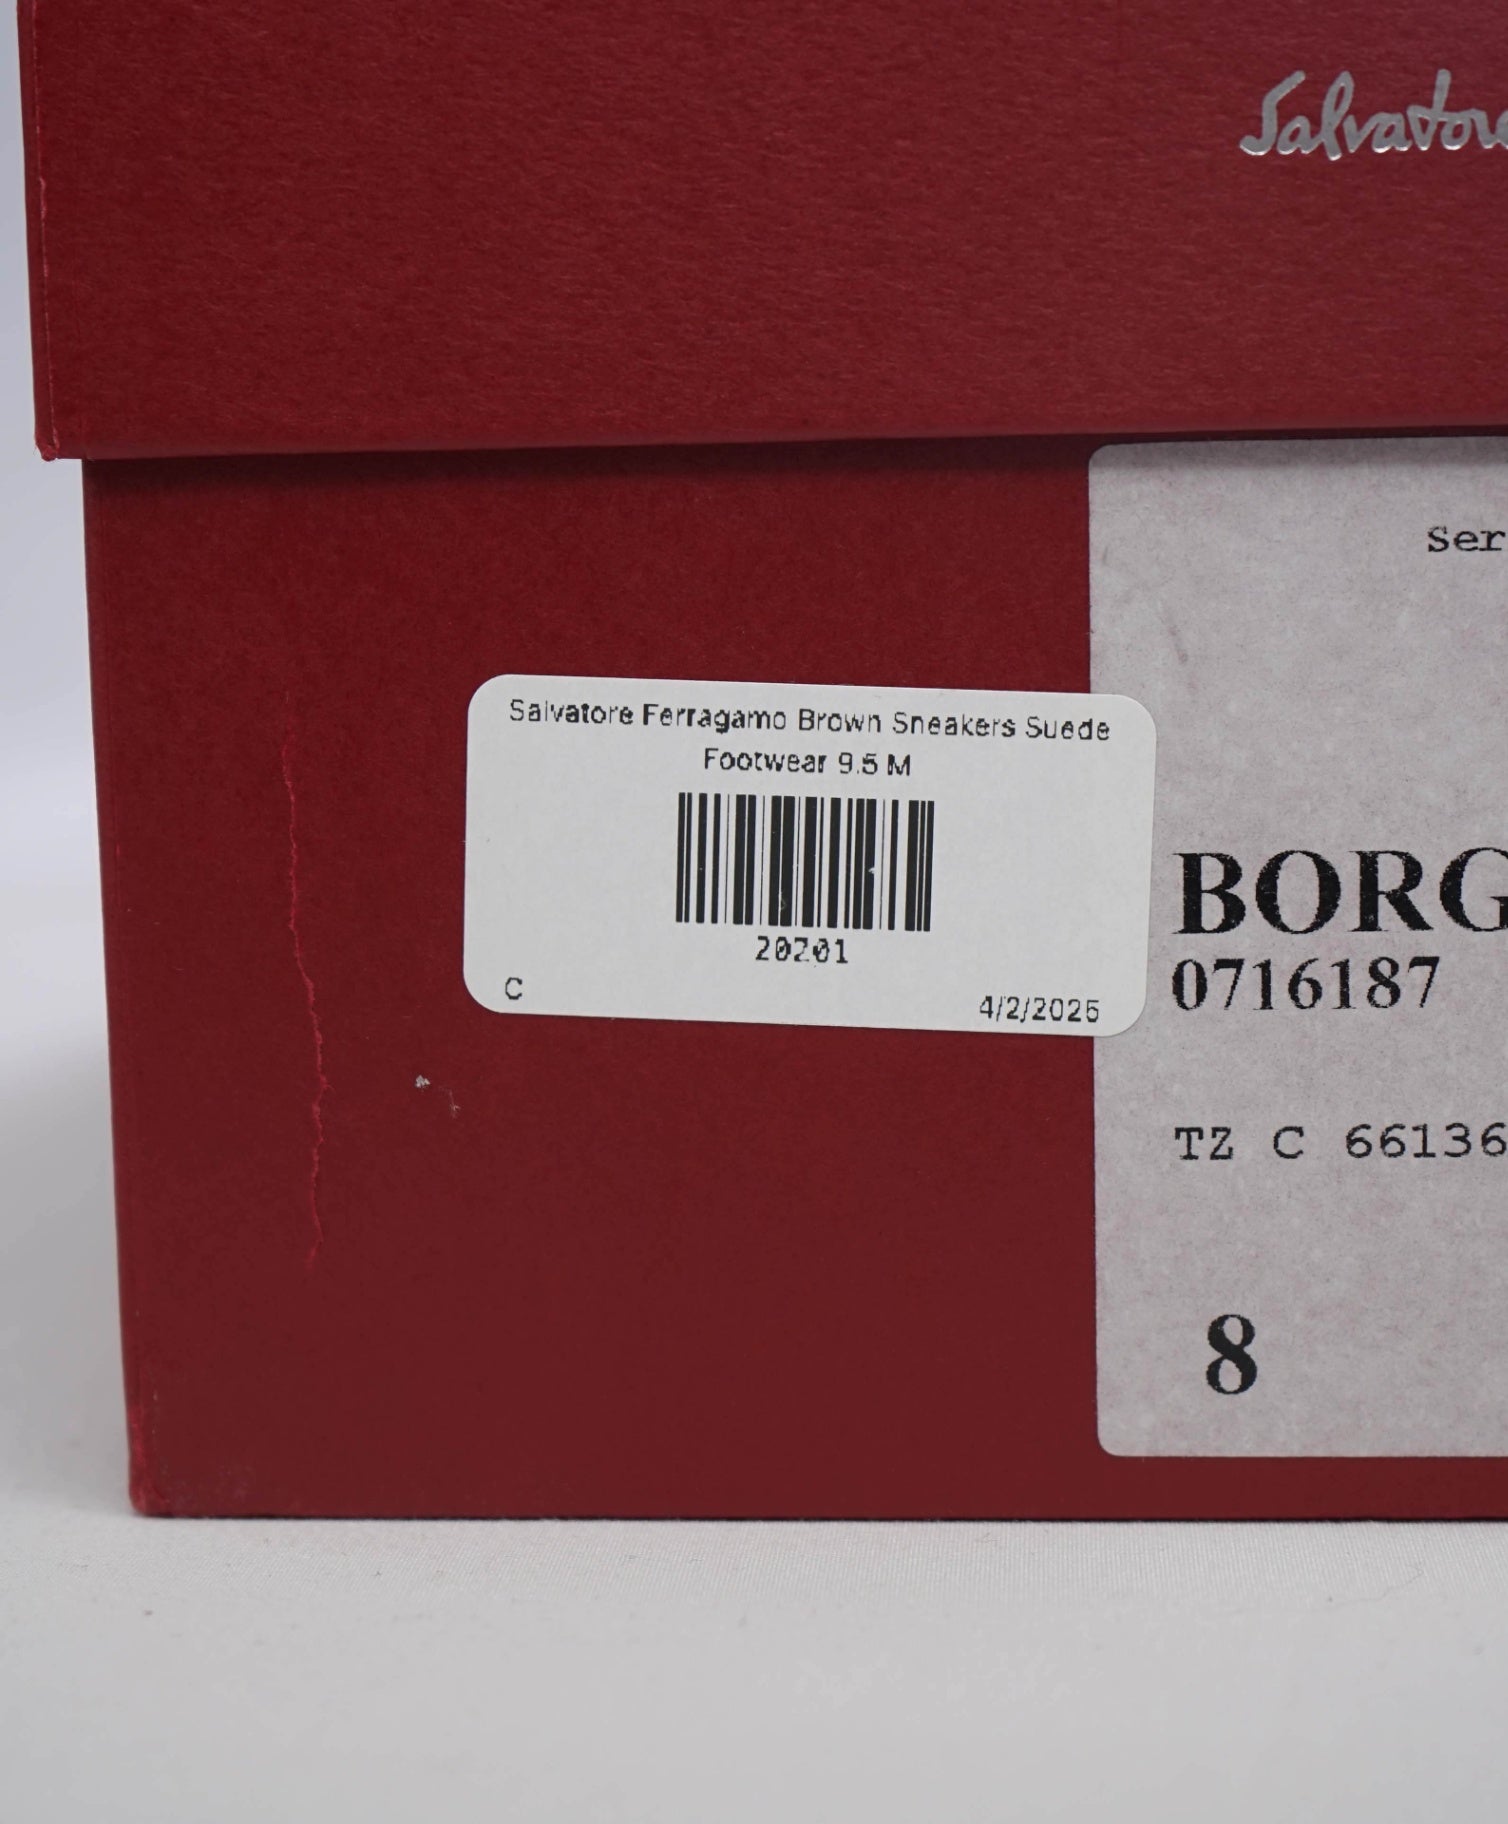 Salvatore
Ser
Salvatore Ferragamo Brown Sneakers Suede
Footwear 9.5 M
20201
C
4/2/2025
BORG
0716187
TZ C 66136
8